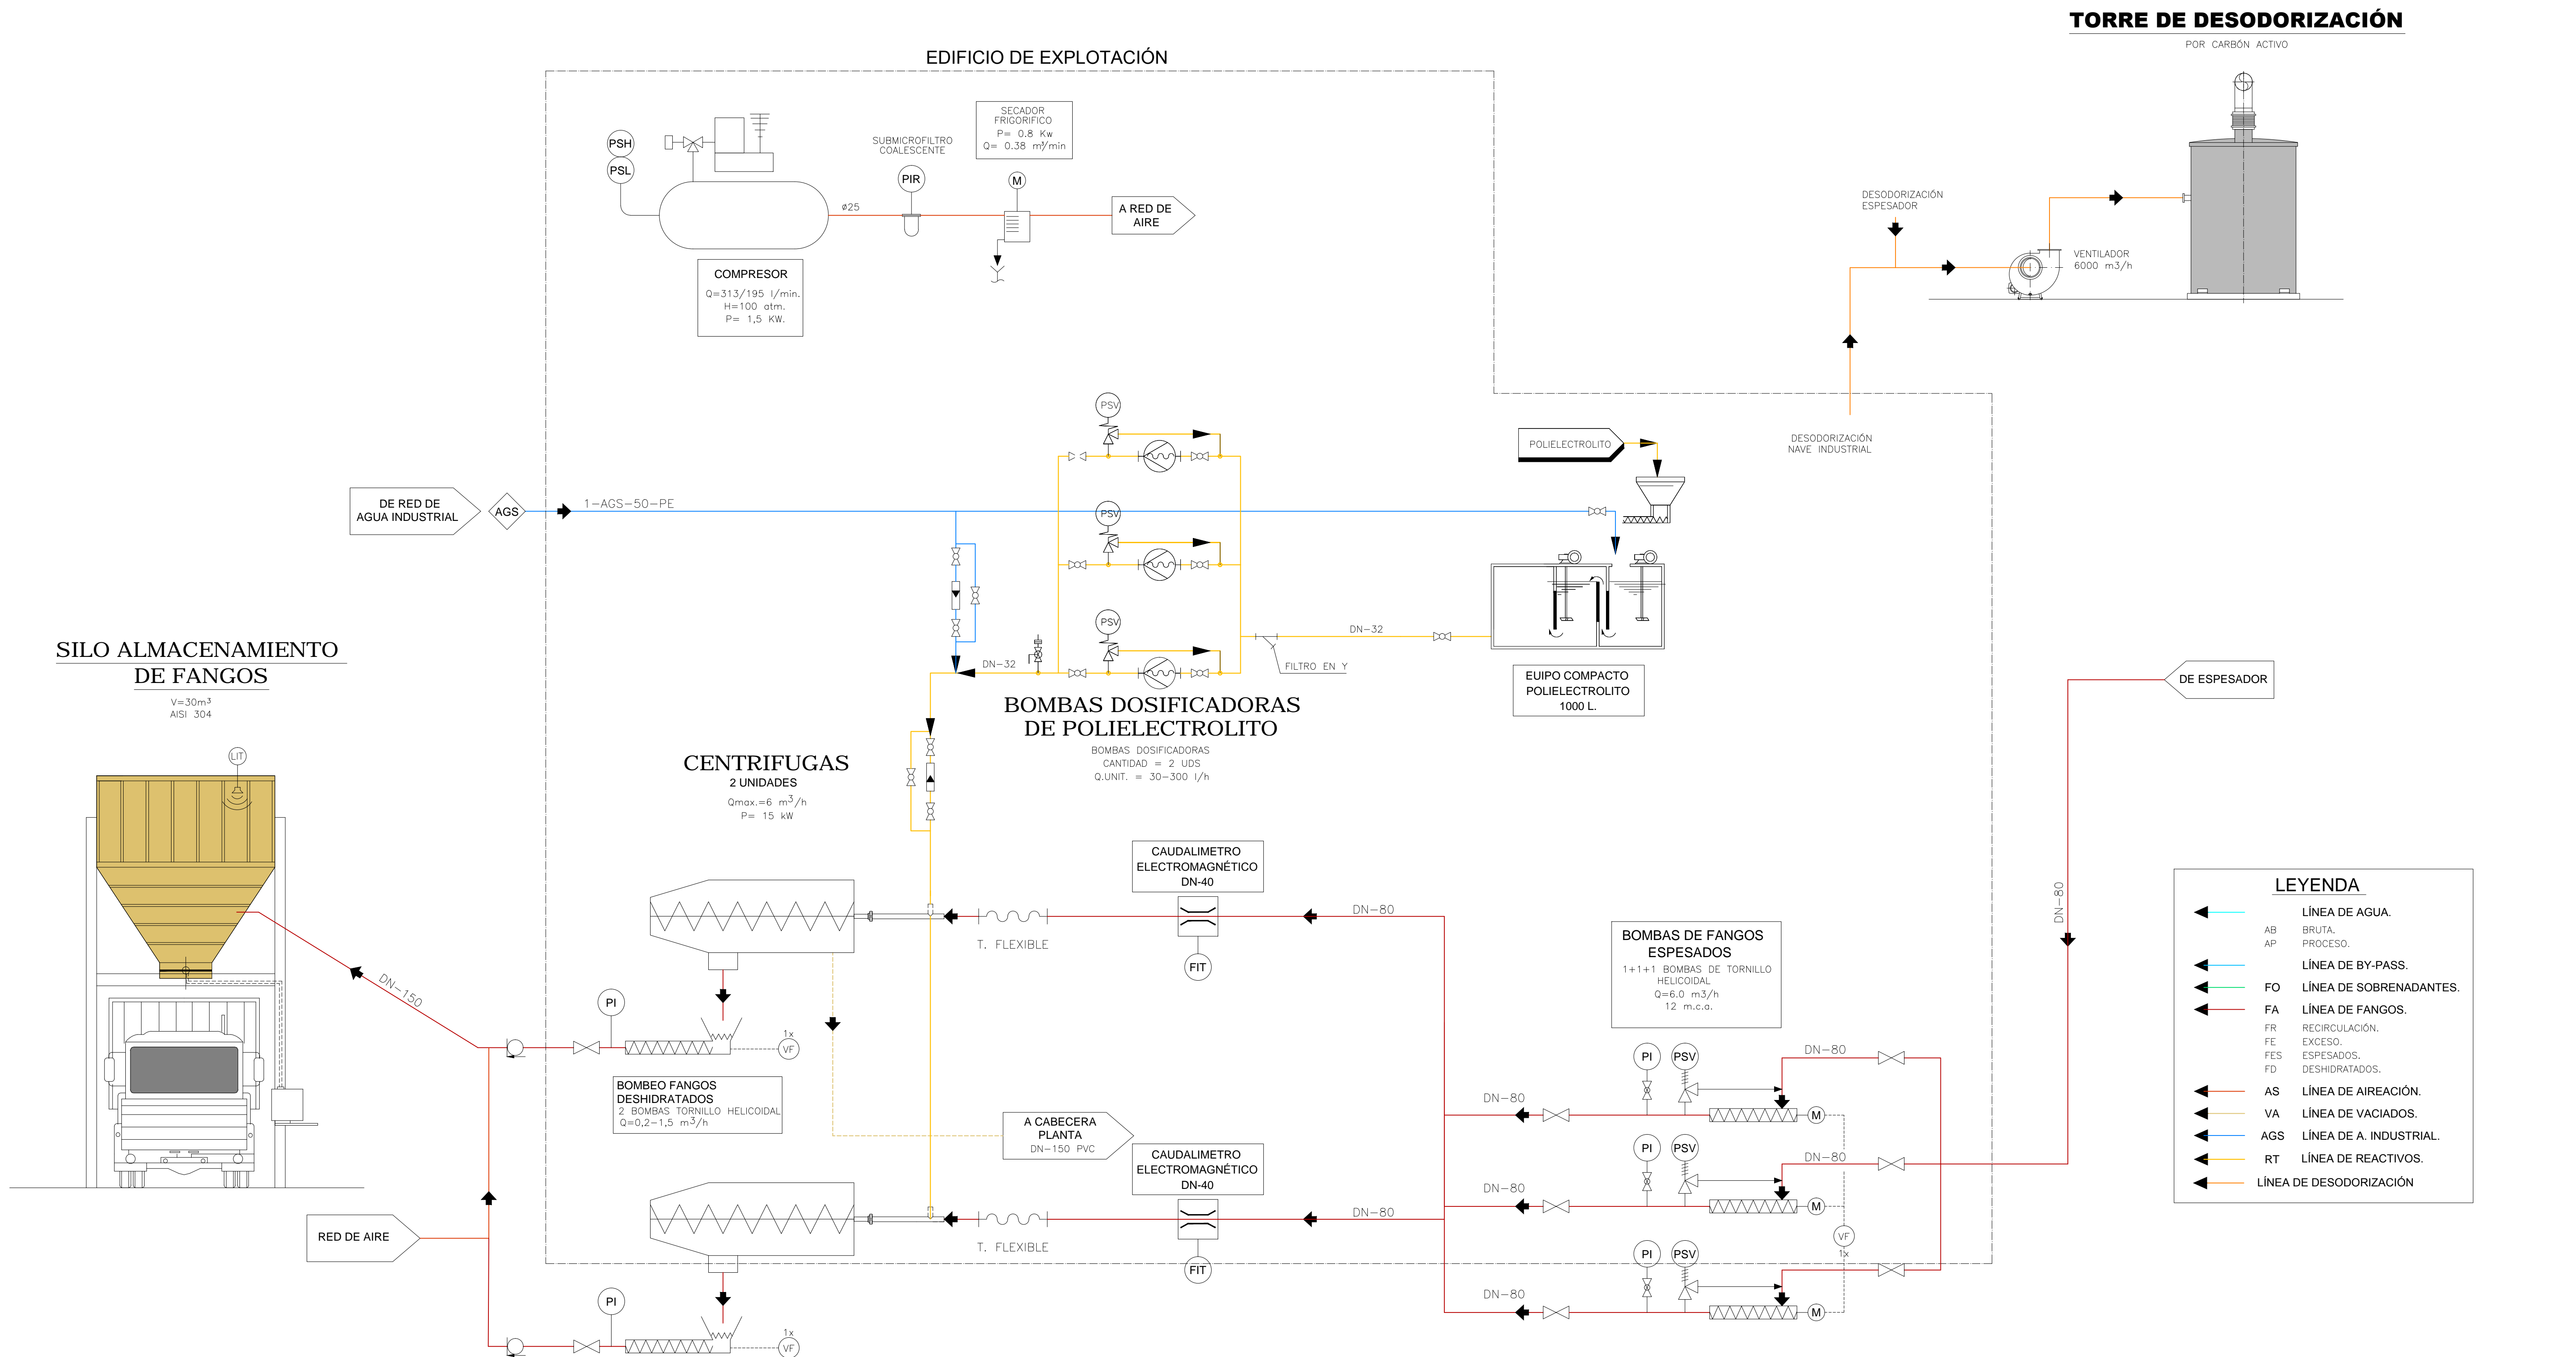 TORRE DE DESODORIZACIÓN
POR CARBÓN ACTIVO
EDIFICIO DE EXPLOTACIÓN
PSH
PSL
SUBMICROFILTRO
COALESCENTE
PIR
SECADOR
FRIGORIFICO
P= 0.8 Kw
Q= 0.38 m³/min
M
ø25
A RED DE
AIRE
COMPRESOR
Q=313/195 l/min.
H=100 atm.
P= 1,5 KW.
DESODORIZACIÓN
ESPESADOR
VENTILADOR
6000 m3/h
DESODORIZACIÓN
NAVE INDUSTRIAL
PSV
PSV
PSV
POLIELECTROLITO
DE RED DE
AGUA INDUSTRIAL
AGS
1-AGS-50-PE
DN-32
DN-32
FILTRO EN Y
EUIPO COMPACTO
POLIELECTROLITO
1000 L.
BOMBAS DOSIFICADORAS
DE POLIELECTROLITO
BOMBAS DOSIFICADORAS
CANTIDAD = 2 UDS
Q.UNIT. = 30-300 l/h
SILO ALMACENAMIENTO
DE FANGOS
V=30m³
AISI 304
LIT
CENTRIFUGAS
2 UNIDADES
Qmax.=6 m³/h
P= 15 kW
DE ESPESADOR
DN-80
CAUDALIMETRO
ELECTROMAGNÉTICO
DN-40
FIT
T. FLEXIBLE
DN-80
DN-150
PI
1x
VF
BOMBEO FANGOS
DESHIDRATADOS
2 BOMBAS TORNILLO HELICOIDAL
Q=0,2-1,5 m³/h
A CABECERA
PLANTA
DN-150 PVC
CAUDALIMETRO
ELECTROMAGNÉTICO
DN-40
FIT
T. FLEXIBLE
DN-80
BOMBAS DE FANGOS
ESPESADOS
1+1+1 BOMBAS DE TORNILLO
HELICOIDAL
Q=6.0 m3/h
12 m.c.a.
PI
PSV
DN-80
DN-80
M
PI
PSV
DN-80
DN-80
M
VF
1x
PI
PSV
DN-80
M
RED DE AIRE
PI
1x
VF
LEYENDA
LÍNEA DE AGUA.
AB BRUTA.
AP PROCESO.
LÍNEA DE BY-PASS.
FO LÍNEA DE SOBRENADANTES.
FA LÍNEA DE FANGOS.
FR RECIRCULACIÓN.
FE EXCESO.
FES ESPESADOS.
FD DESHIDRATADOS.
AS LÍNEA DE AIREACIÓN.
VA LÍNEA DE VACIADOS.
AGS LÍNEA DE A. INDUSTRIAL.
RT LÍNEA DE REACTIVOS.
LÍNEA DE DESODORIZACIÓN